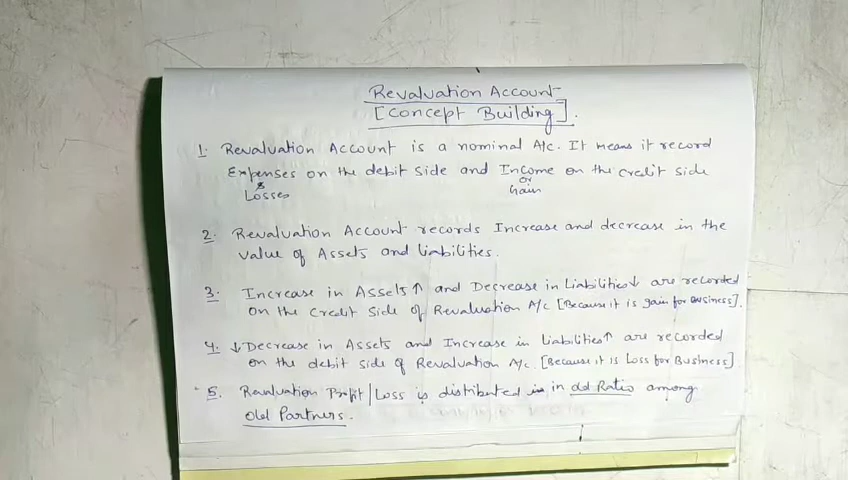 Revaluation Account
[Concept Building].
1. Revaluation Account is a nominal A/c. It means it record
Expenses on the debit side and Income on the credit side
& Losses
or Gain
2. Revaluation Account records Increase and decrease in the
value of Assets and liabilities.
3. Increase in Assets↑ and Decrease in Liabilities↓ are recorded
on the credit side of Revaluation A/c [Because it is gain for Business].
4. ↓Decrease in Assets and Increase in liabilities↑ are recorded
on the debit side of Revaluation A/c. [Because it is Loss for Business]
5. Revaluation Profit/Loss is distributed in old Ratio among
old Partners.